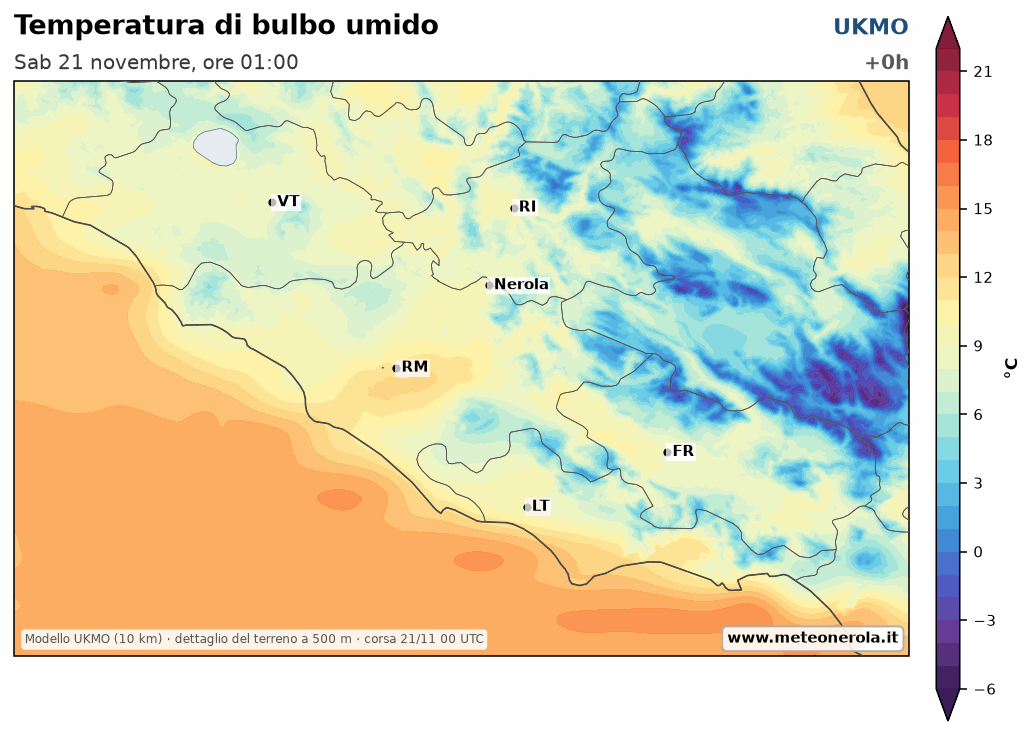 Temperatura di bulbo umido
UKMO
Sab 21 novembre, ore 01:00
+0h
VT
RI
Nerola
RM
FR
LT
Modello UKMO (10 km) · dettaglio del terreno a 500 m · corsa 21/11 00 UTC
www.meteonerola.it
21
18
15
12
9
6
3
0
−3
−6
°C